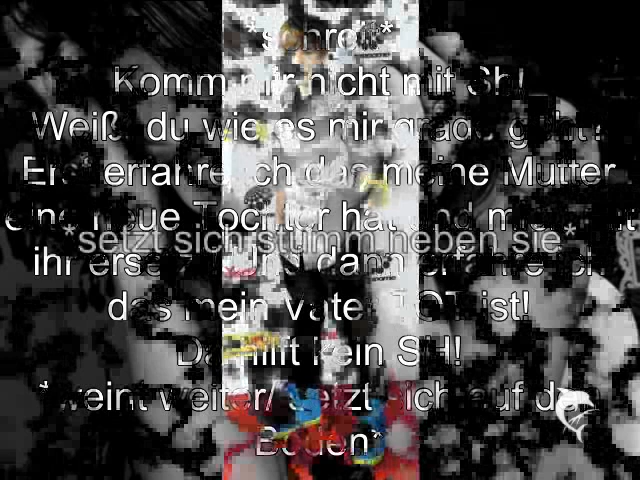 *schrei*
Komm mir nicht mit Sh!
Weißt du wie es mir grade geht?
Erst erfahre ich das meine Mutter
eine neue Tochter hat und mich mit
*setzt sich stumm neben sie*
ihr ersetzt Und dann erfahre ich
das mein Vater TOT ist!
Da hilft kein SH!
*weint weiter/ setzt sich auf den
Boden*